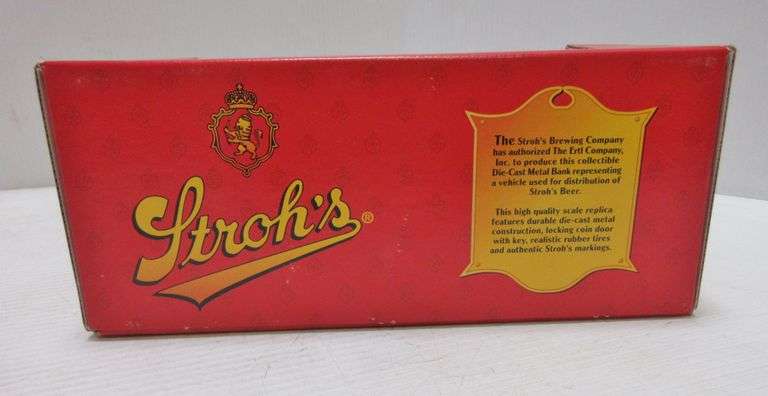 Stroh's®
The Stroh's Brewing Company
has authorized The Ertl Company,
Inc. to produce this collectible
Die-Cast Metal Bank representing
a vehicle used for distribution of
Stroh's Beer.
This high quality scale replica
features durable die-cast metal
construction, locking coin door
with key, realistic rubber tires
and authentic Stroh's markings.